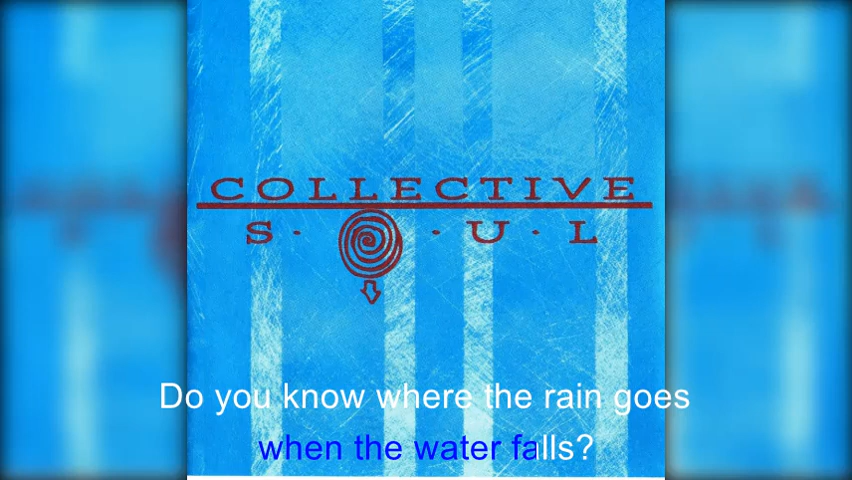 COLLECTIVE
S·O·U·L
Do you know where the rain goes
when the water falls?